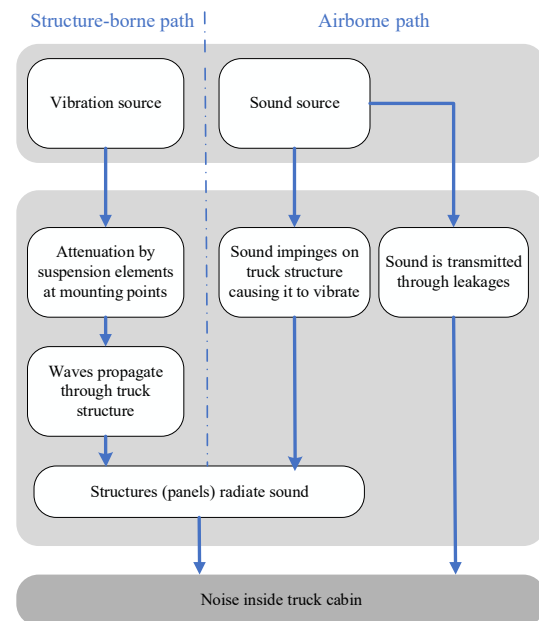 Structure-borne path
Airborne path
Vibration source
Sound source
Attenuation by
suspension elements
at mounting points
Sound impinges on
truck structure
causing it to vibrate
Sound is transmitted
through leakages
Waves propagate
through truck
structure
Structures (panels) radiate sound
Noise inside truck cabin